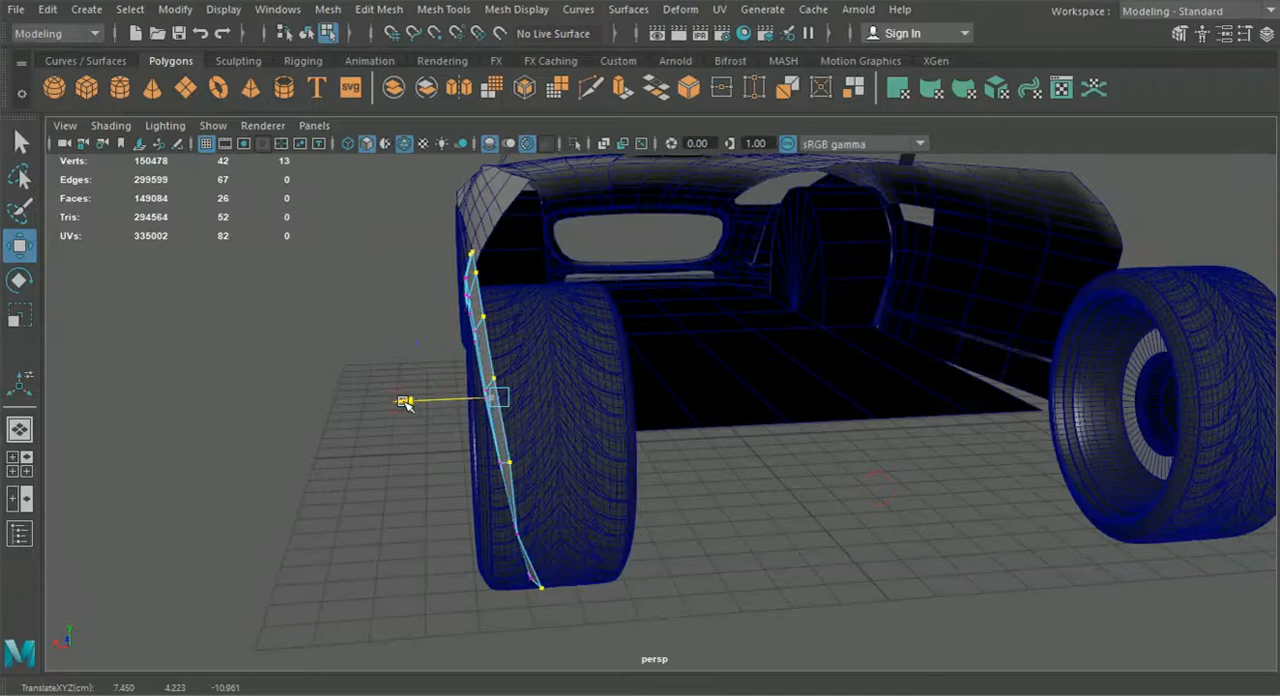 File Edit Create Select Modify Display Windows Mesh Edit Mesh Mesh Tools Mesh Display Curves Surfaces Deform UV Generate Cache Arnold Help Workspace: Modeling - Standard
Modeling No Live Surface Sign In
Curves / Surfaces Polygons Sculpting Rigging Animation Rendering FX FX Caching Custom Arnold Bifrost MASH Motion Graphics XGen
T SVG
View Shading Lighting Show Renderer Panels
0.00 1.00 sRGB gamma
Verts: 150478 42 13
Edges: 299599 67 0
Faces: 149084 26 0
Tris: 294564 52 0
UVs: 335002 82 0
persp
M
TranslateXYZ(cm): 7.450 4.223 -10.961